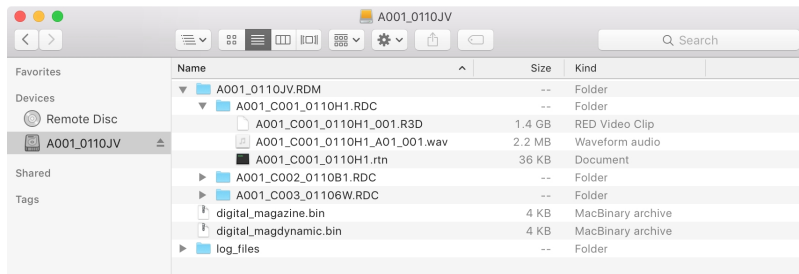 A001_0110JV
Search
Favorites
Devices
Remote Disc
A001_0110JV
Shared
Tags
Name Size Kind
A001_0110JV.RDM -- Folder
A001_C001_0110H1.RDC -- Folder
A001_C001_0110H1_001.R3D 1.4 GB RED Video Clip
A001_C001_0110H1_A01_001.wav 2.2 MB Waveform audio
A001_C001_0110H1.rtn 36 KB Document
A001_C002_0110B1.RDC -- Folder
A001_C003_01106W.RDC -- Folder
digital_magazine.bin 4 KB MacBinary archive
digital_magdynamic.bin 4 KB MacBinary archive
log_files -- Folder